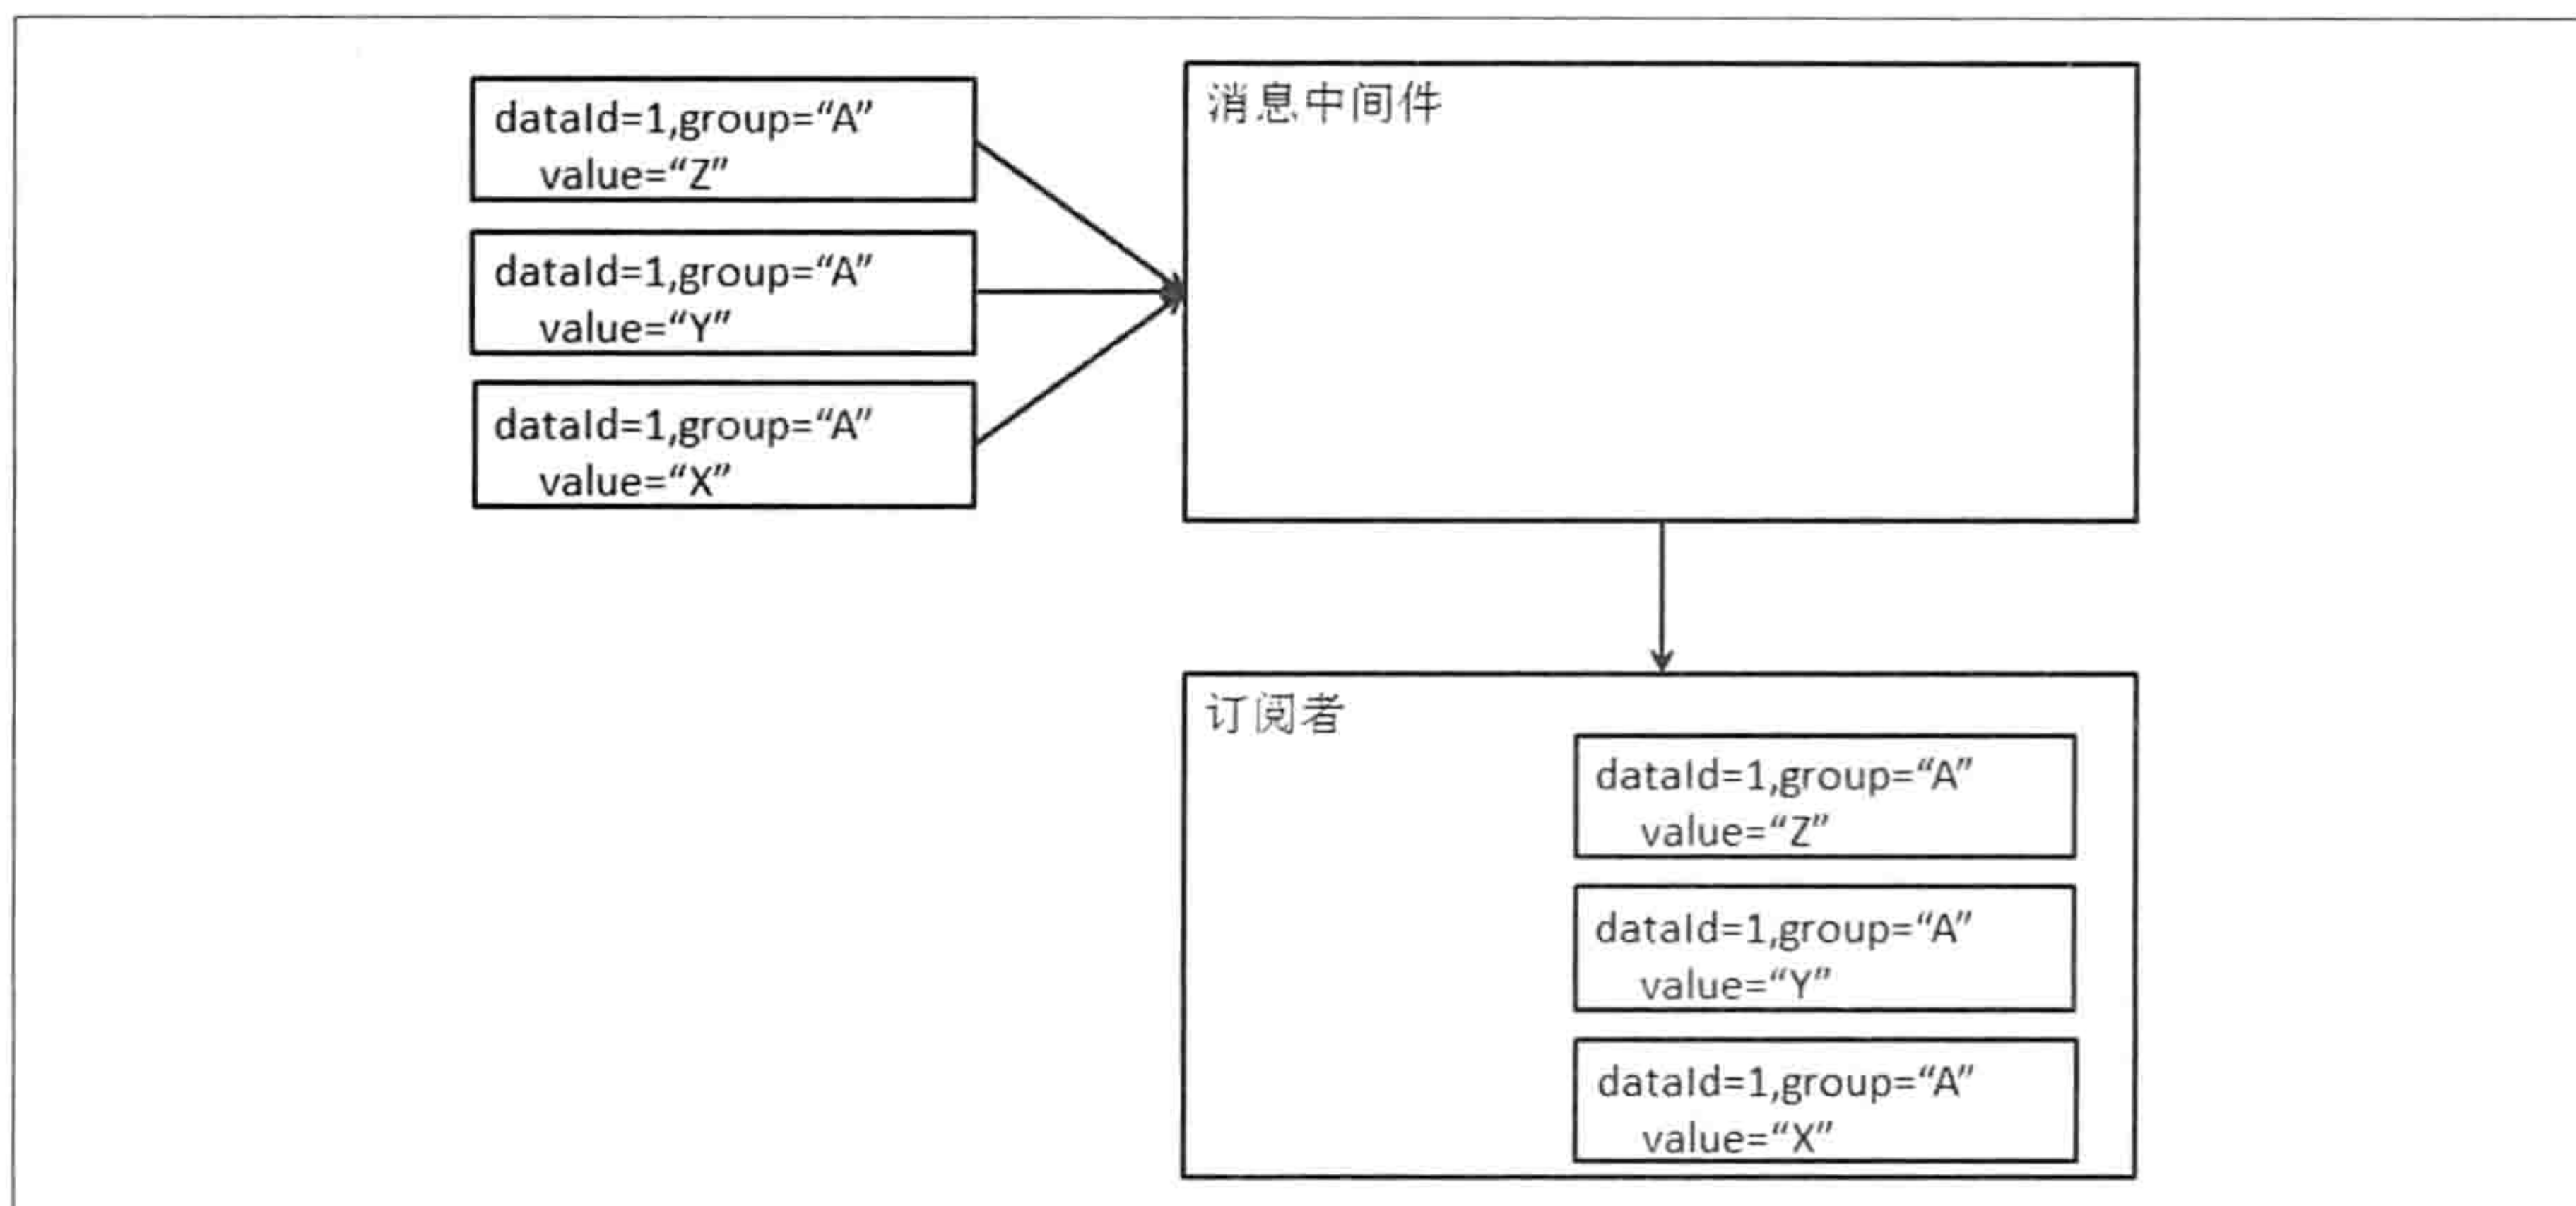 dataId=1,group=“A”
value=“Z”
dataId=1,group=“A”
value=“Y”
dataId=1,group=“A”
value=“X”
消息中间件
订阅者
dataId=1,group=“A”
value=“Z”
dataId=1,group=“A”
value=“Y”
dataId=1,group=“A”
value=“X”